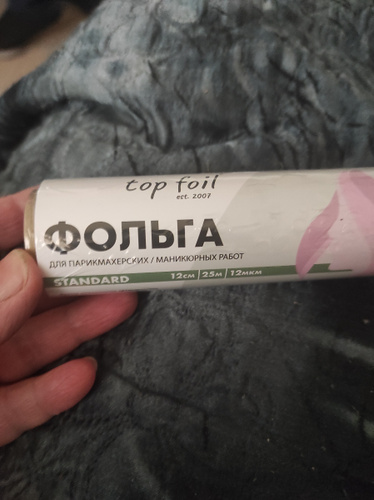 top foil
est. 2007
ФОЛЬГА
ДЛЯ ПАРИКМАХЕРСКИХ / МАНИКЮРНЫХ РАБОТ
STANDARD 12см | 25м | 12мкм